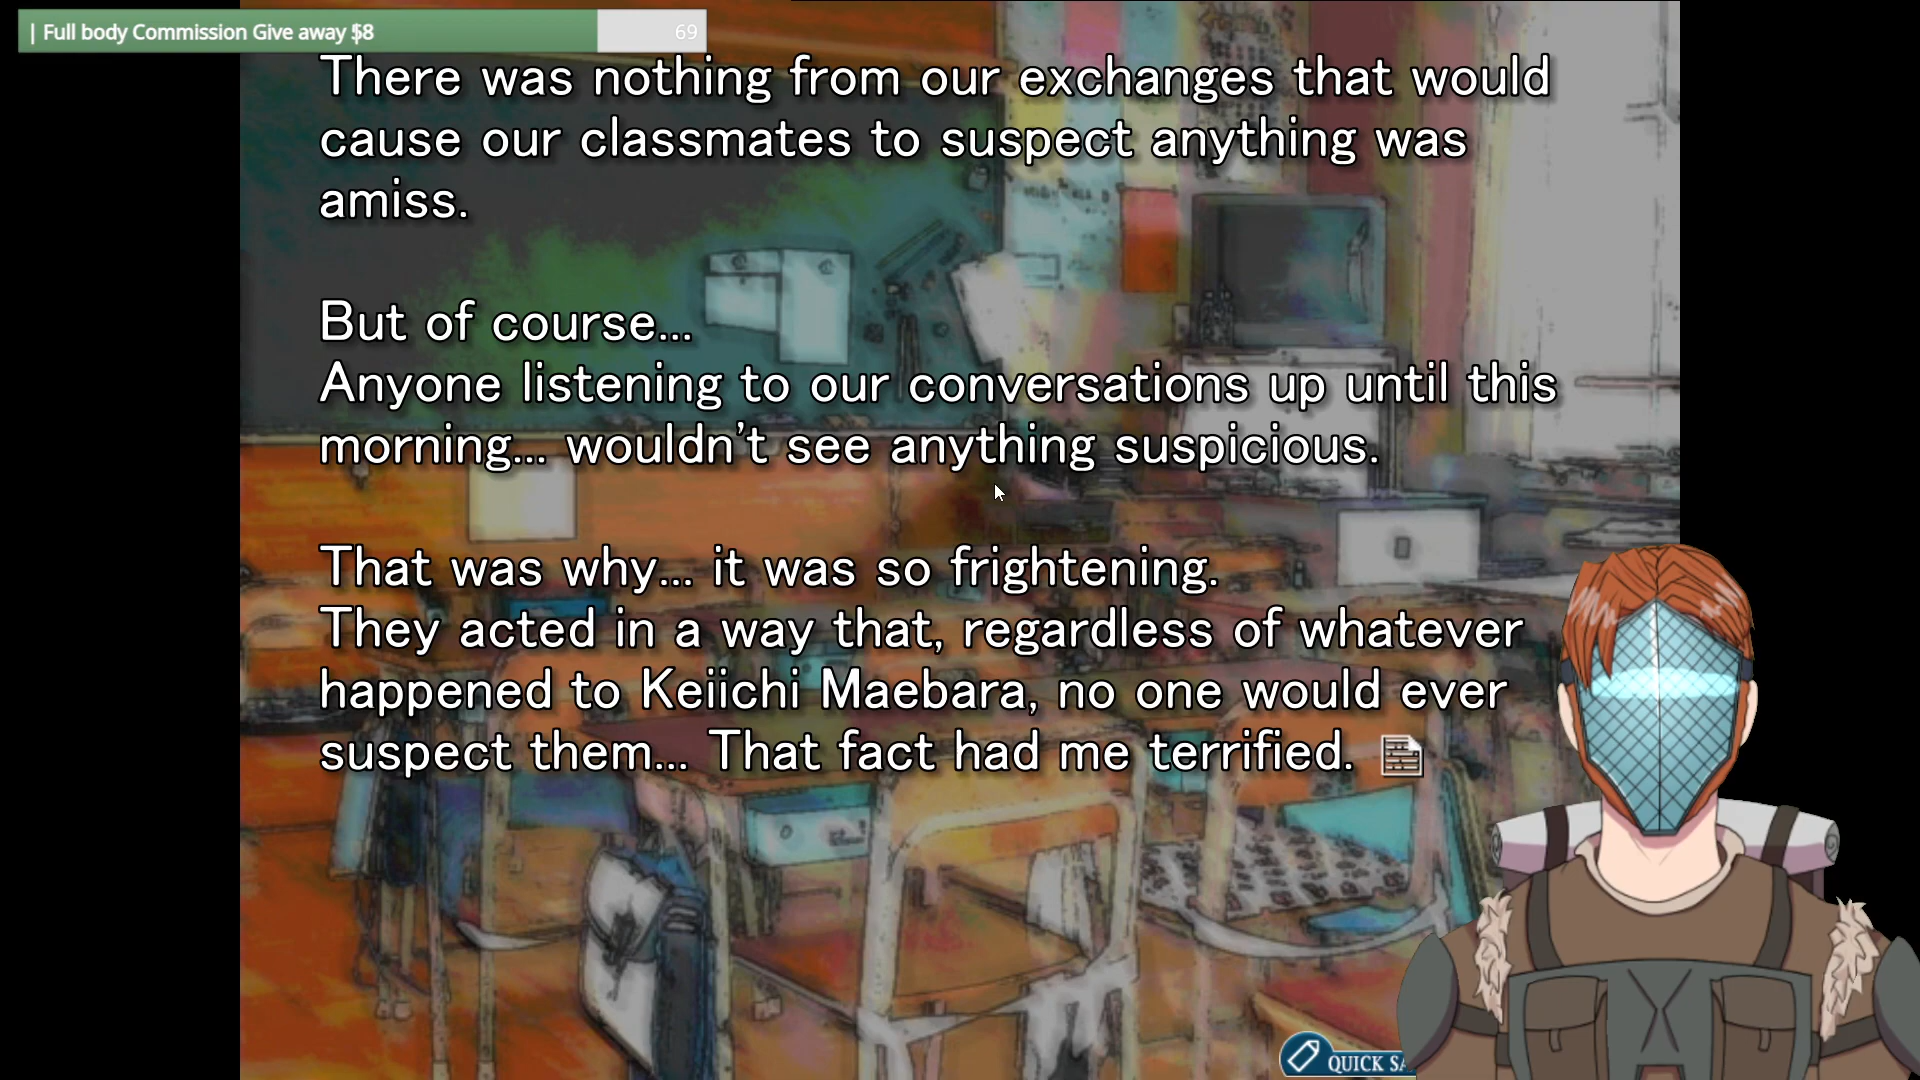 | Full body Commission Give away $8
69
There was nothing from our exchanges that would
cause our classmates to suspect anything was
amiss.
But of course...
Anyone listening to our conversations up until this
morning... wouldn't see anything suspicious.
That was why... it was so frightening.
They acted in a way that, regardless of whatever
happened to Keiichi Maebara, no one would ever
suspect them... That fact had me terrified.
QUICK SA